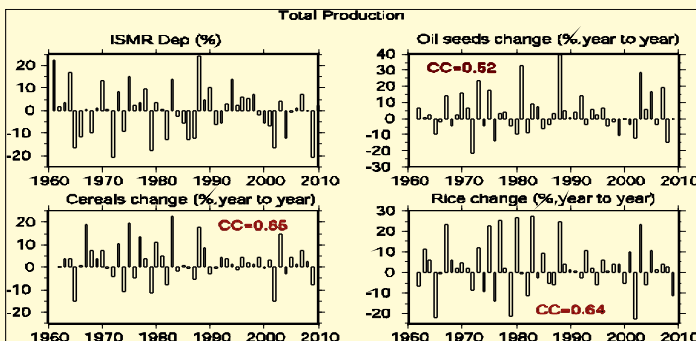 Total Production
ISMR Dep (%)
20
10
0
-10
-20
1960 1970 1980 1990 2000 2010
Oil seeds change (%,year to year)
CC=0.52
40
30
20
10
0
-10
-20
-30
1960 1970 1980 1990 2000 2010
Cereals change (%,year to year)
CC=0.65
20
10
0
-10
-20
1960 1970 1980 1990 2000 2010
Rice change (%,year to year)
30
20
10
0
-10
-20
CC=0.64
1960 1970 1980 1990 2000 2010